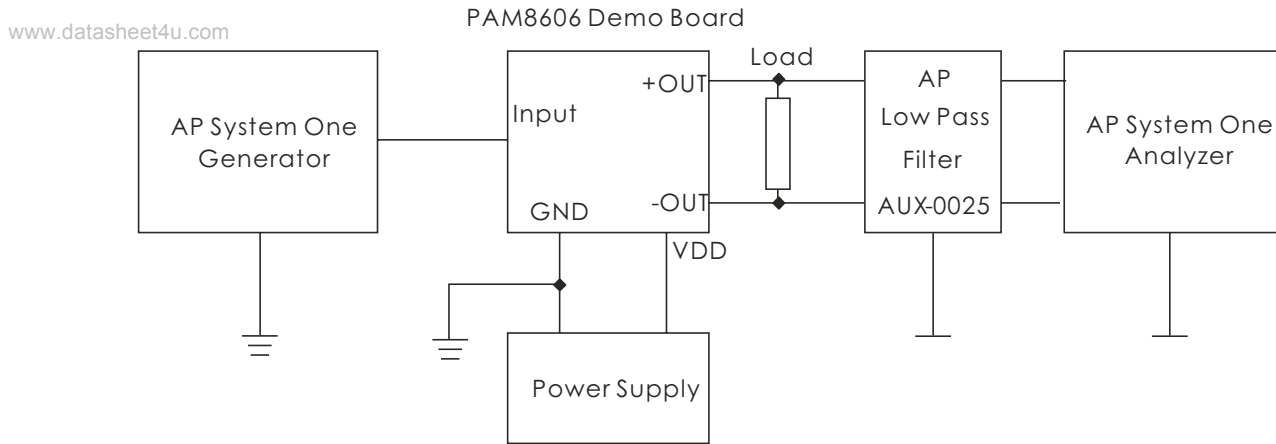 PAM8606 Demo Board
www.datasheet4u.com
AP System One
Generator
Input
+OUT
-OUT
GND
VDD
Load
AP
Low Pass
Filter
AUX-0025
AP System One
Analyzer
Power Supply